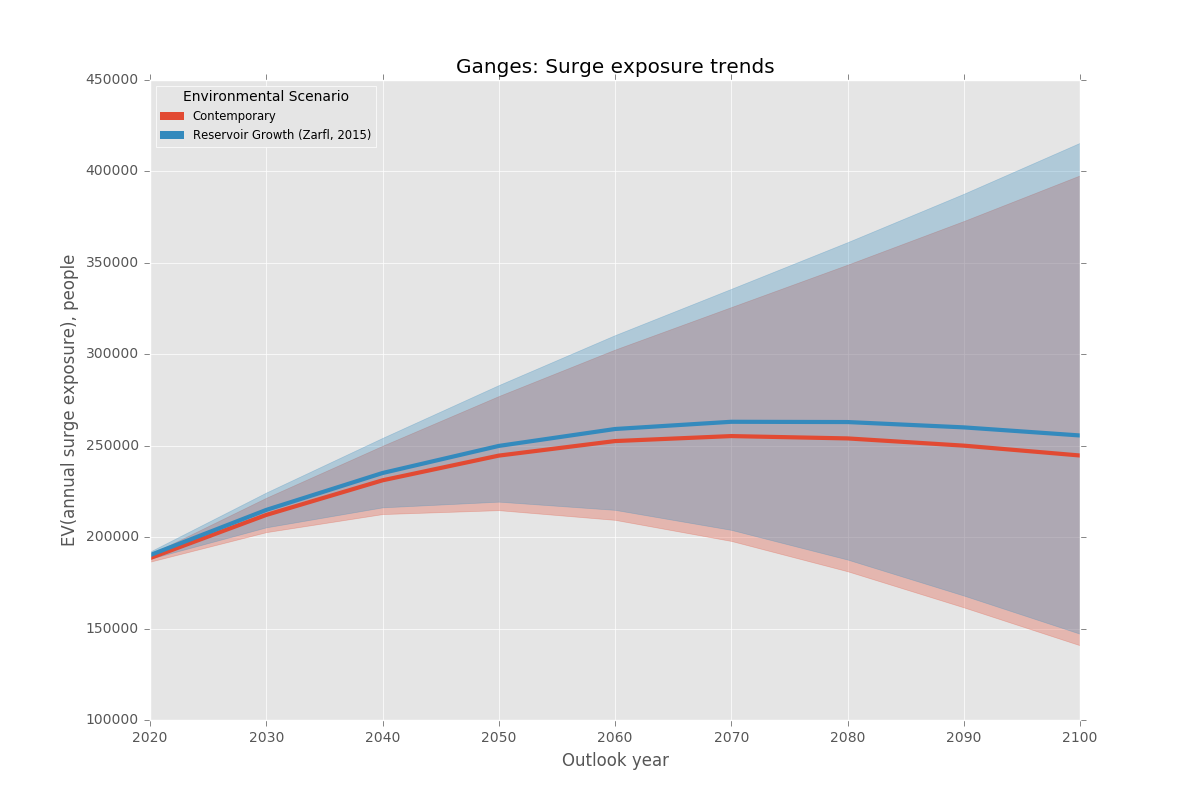 Ganges: Surge exposure trends
Environmental Scenario
Contemporary
Reservoir Growth (Zarfl, 2015)
EV(annual surge exposure), people
450000
400000
350000
300000
250000
200000
150000
100000
2020 2030 2040 2050 2060 2070 2080 2090 2100
Outlook year